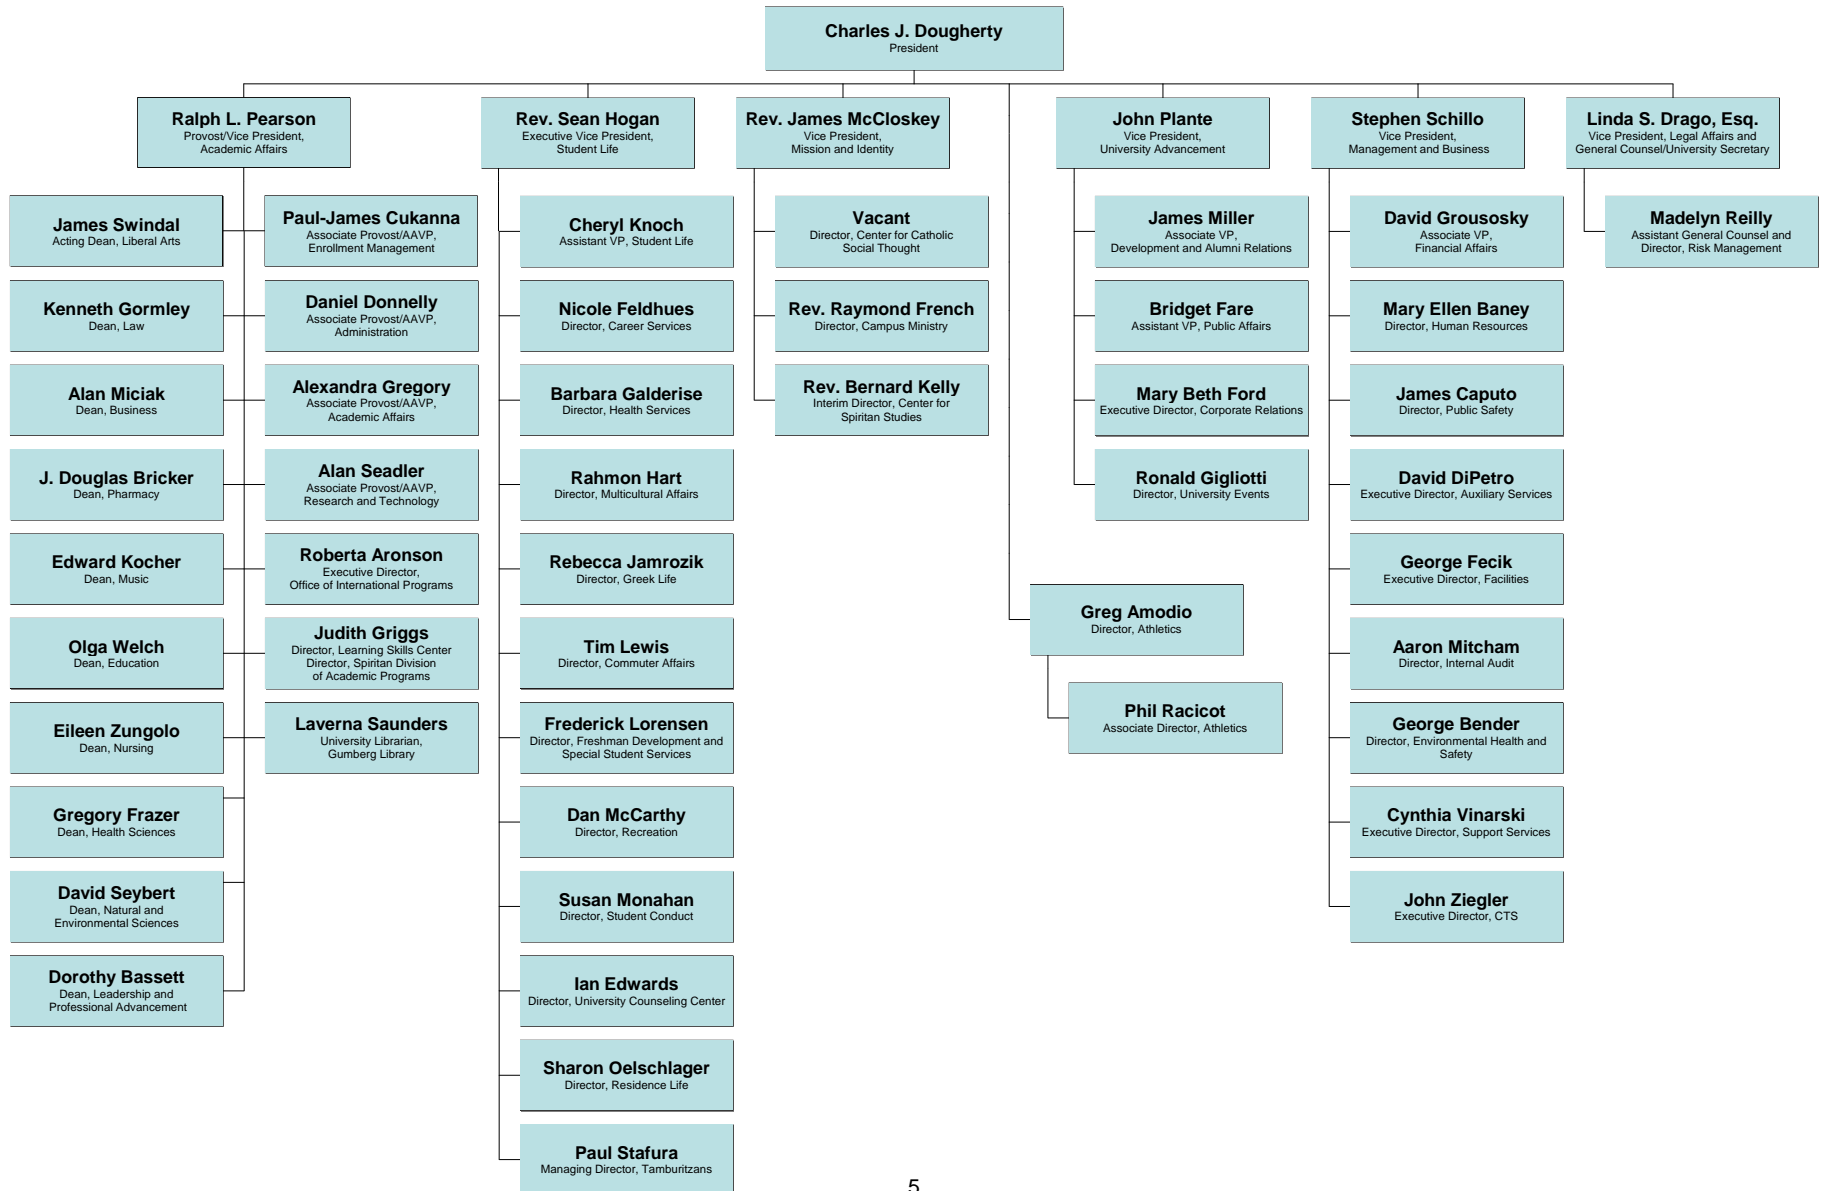 Charles J. Dougherty
President
Ralph L. Pearson
Provost/Vice President,
Academic Affairs
Rev. Sean Hogan
Executive Vice President,
Student Life
Rev. James McCloskey
Vice President,
Mission and Identity
John Plante
Vice President,
University Advancement
Stephen Schillo
Vice President,
Management and Business
Linda S. Drago, Esq.
Vice President, Legal Affairs and
General Counsel/University Secretary
James Swindal
Acting Dean, Liberal Arts
Kenneth Gormley
Dean, Law
Alan Miciak
Dean, Business
J. Douglas Bricker
Dean, Pharmacy
Edward Kocher
Dean, Music
Olga Welch
Dean, Education
Eileen Zungolo
Dean, Nursing
Gregory Frazer
Dean, Health Sciences
David Seybert
Dean, Natural and
Environmental Sciences
Dorothy Bassett
Dean, Leadership and
Professional Advancement
Paul-James Cukanna
Associate Provost/AAVP,
Enrollment Management
Daniel Donnelly
Associate Provost/AAVP,
Administration
Alexandra Gregory
Associate Provost/AAVP,
Academic Affairs
Alan Seadler
Associate Provost/AAVP,
Research and Technology
Roberta Aronson
Executive Director,
Office of International Programs
Judith Griggs
Director, Learning Skills Center
Director, Spiritan Division
of Academic Programs
Laverna Saunders
University Librarian,
Gumberg Library
Cheryl Knoch
Assistant VP, Student Life
Nicole Feldhues
Director, Career Services
Barbara Galderise
Director, Health Services
Rahmon Hart
Director, Multicultural Affairs
Rebecca Jamrozik
Director, Greek Life
Tim Lewis
Director, Commuter Affairs
Frederick Lorensen
Director, Freshman Development and
Special Student Services
Dan McCarthy
Director, Recreation
Susan Monahan
Director, Student Conduct
Ian Edwards
Director, University Counseling Center
Sharon Oelschlager
Director, Residence Life
Paul Stafura
Managing Director, Tamburitzans
Vacant
Director, Center for Catholic
Social Thought
Rev. Raymond French
Director, Campus Ministry
Rev. Bernard Kelly
Interim Director, Center for
Spiritan Studies
Greg Amodio
Director, Athletics
Phil Racicot
Associate Director, Athletics
James Miller
Associate VP,
Development and Alumni Relations
Bridget Fare
Assistant VP, Public Affairs
Mary Beth Ford
Executive Director, Corporate Relations
Ronald Gigliotti
Director, University Events
David Grousosky
Associate VP,
Financial Affairs
Mary Ellen Baney
Director, Human Resources
James Caputo
Director, Public Safety
David DiPetro
Executive Director, Auxiliary Services
George Fecik
Executive Director, Facilities
Aaron Mitcham
Director, Internal Audit
George Bender
Director, Environmental Health and
Safety
Cynthia Vinarski
Executive Director, Support Services
John Ziegler
Executive Director, CTS
Madelyn Reilly
Assistant General Counsel and
Director, Risk Management
5